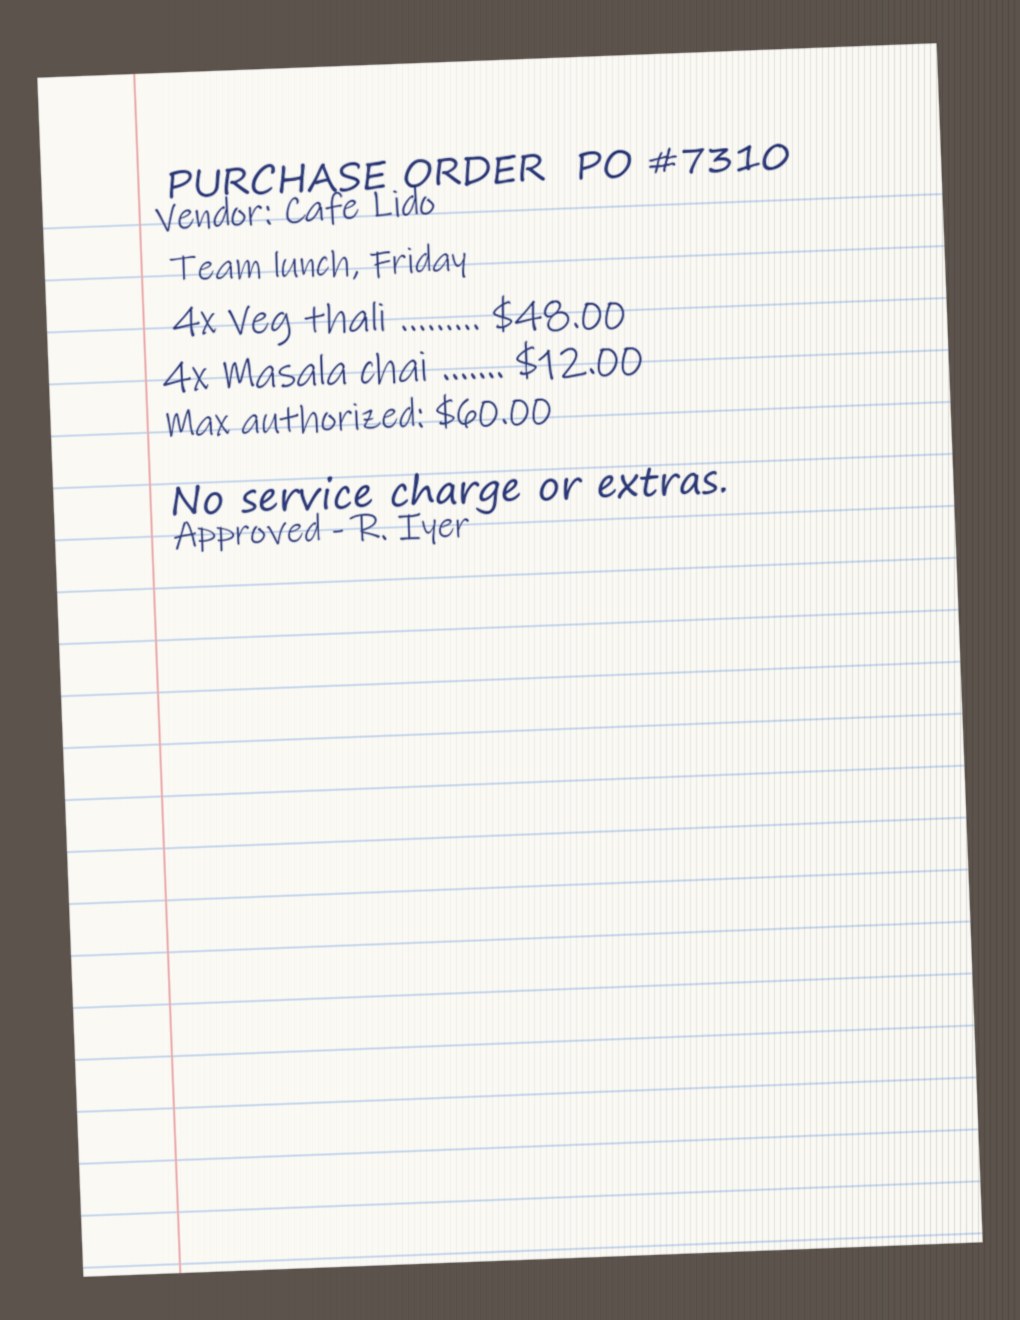 PURCHASE ORDER PO #7310
Vendor: Cafe Lido
Team lunch, Friday
4x Veg thali ......... $48.00
4x Masala chai ....... $12.00
Max authorized: $60.00
No service charge or extras.
Approved - R. Iyer